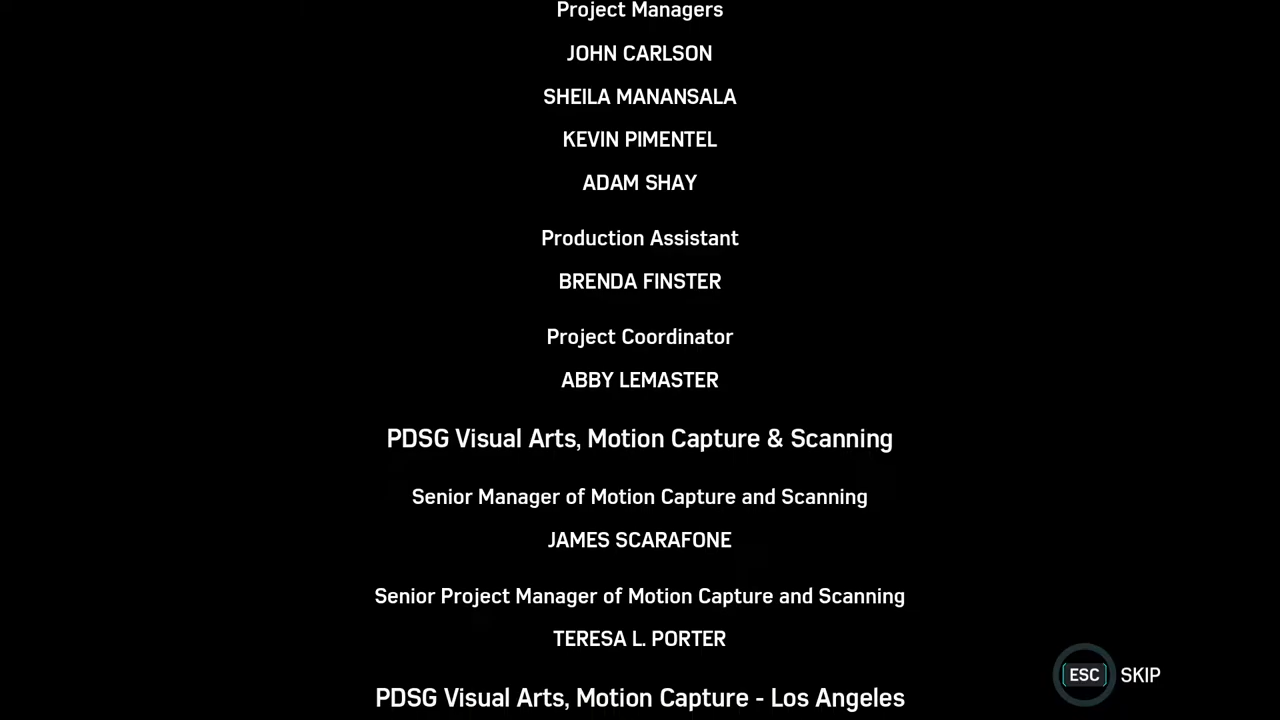 Project Managers
JOHN CARLSON
SHEILA MANANSALA
KEVIN PIMENTEL
ADAM SHAY
Production Assistant
BRENDA FINSTER
Project Coordinator
ABBY LEMASTER
PDSG Visual Arts, Motion Capture & Scanning
Senior Manager of Motion Capture and Scanning
JAMES SCARAFONE
Senior Project Manager of Motion Capture and Scanning
TERESA L. PORTER
ESC SKIP
PDSG Visual Arts, Motion Capture - Los Angeles